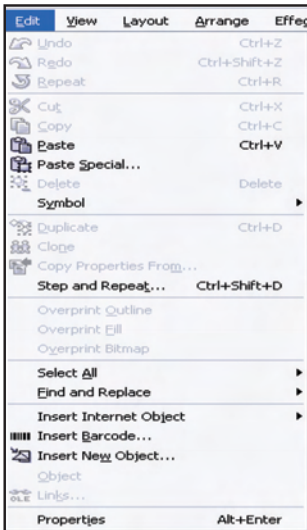 Edit View Layout Arrange Effec
Undo Ctrl+Z
Redo Ctrl+Shift+Z
Repeat Ctrl+R
Cut Ctrl+X
Copy Ctrl+C
Paste Ctrl+V
Paste Special...
Delete Delete
Symbol
Duplicate Ctrl+D
Clone
Copy Properties From...
Step and Repeat... Ctrl+Shift+D
Overprint Outline
Overprint Fill
Overprint Bitmap
Select All
Find and Replace
Insert Internet Object
Insert Barcode...
Insert New Object...
Object
OLE Links...
Properties Alt+Enter